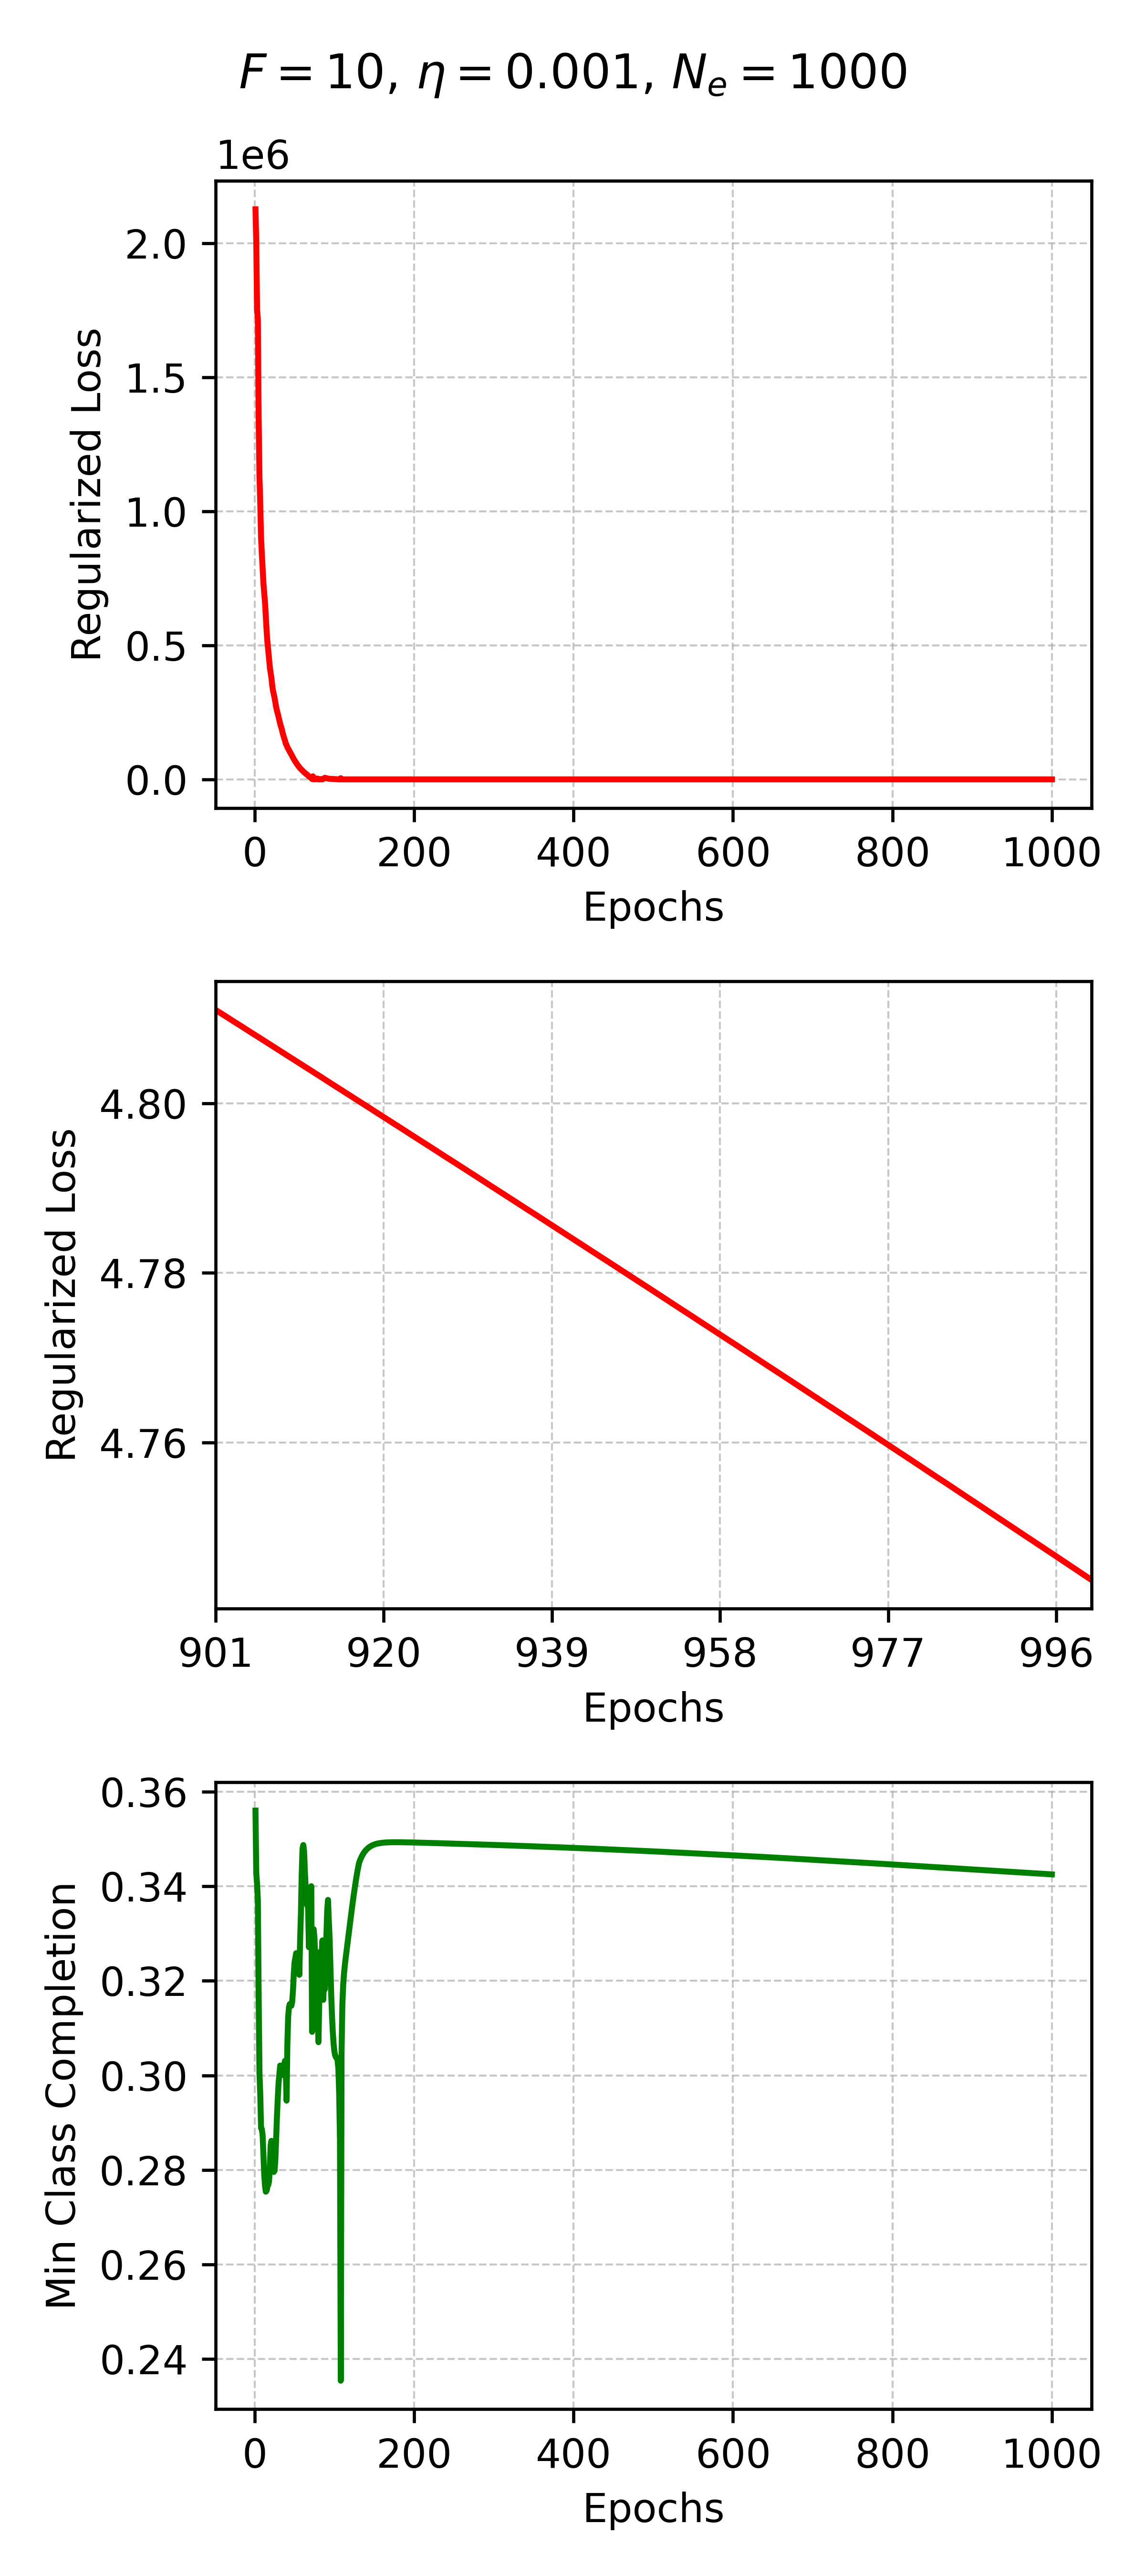 F = 10, η = 0.001, Nₑ = 1000
1e6
2.0
1.5
1.0
0.5
0.0
Regularized Loss
0 200 400 600 800 1000
Epochs
4.80
4.78
4.76
Regularized Loss
901 920 939 958 977 996
Epochs
0.36
0.34
0.32
0.30
0.28
0.26
0.24
Min Class Completion
0 200 400 600 800 1000
Epochs